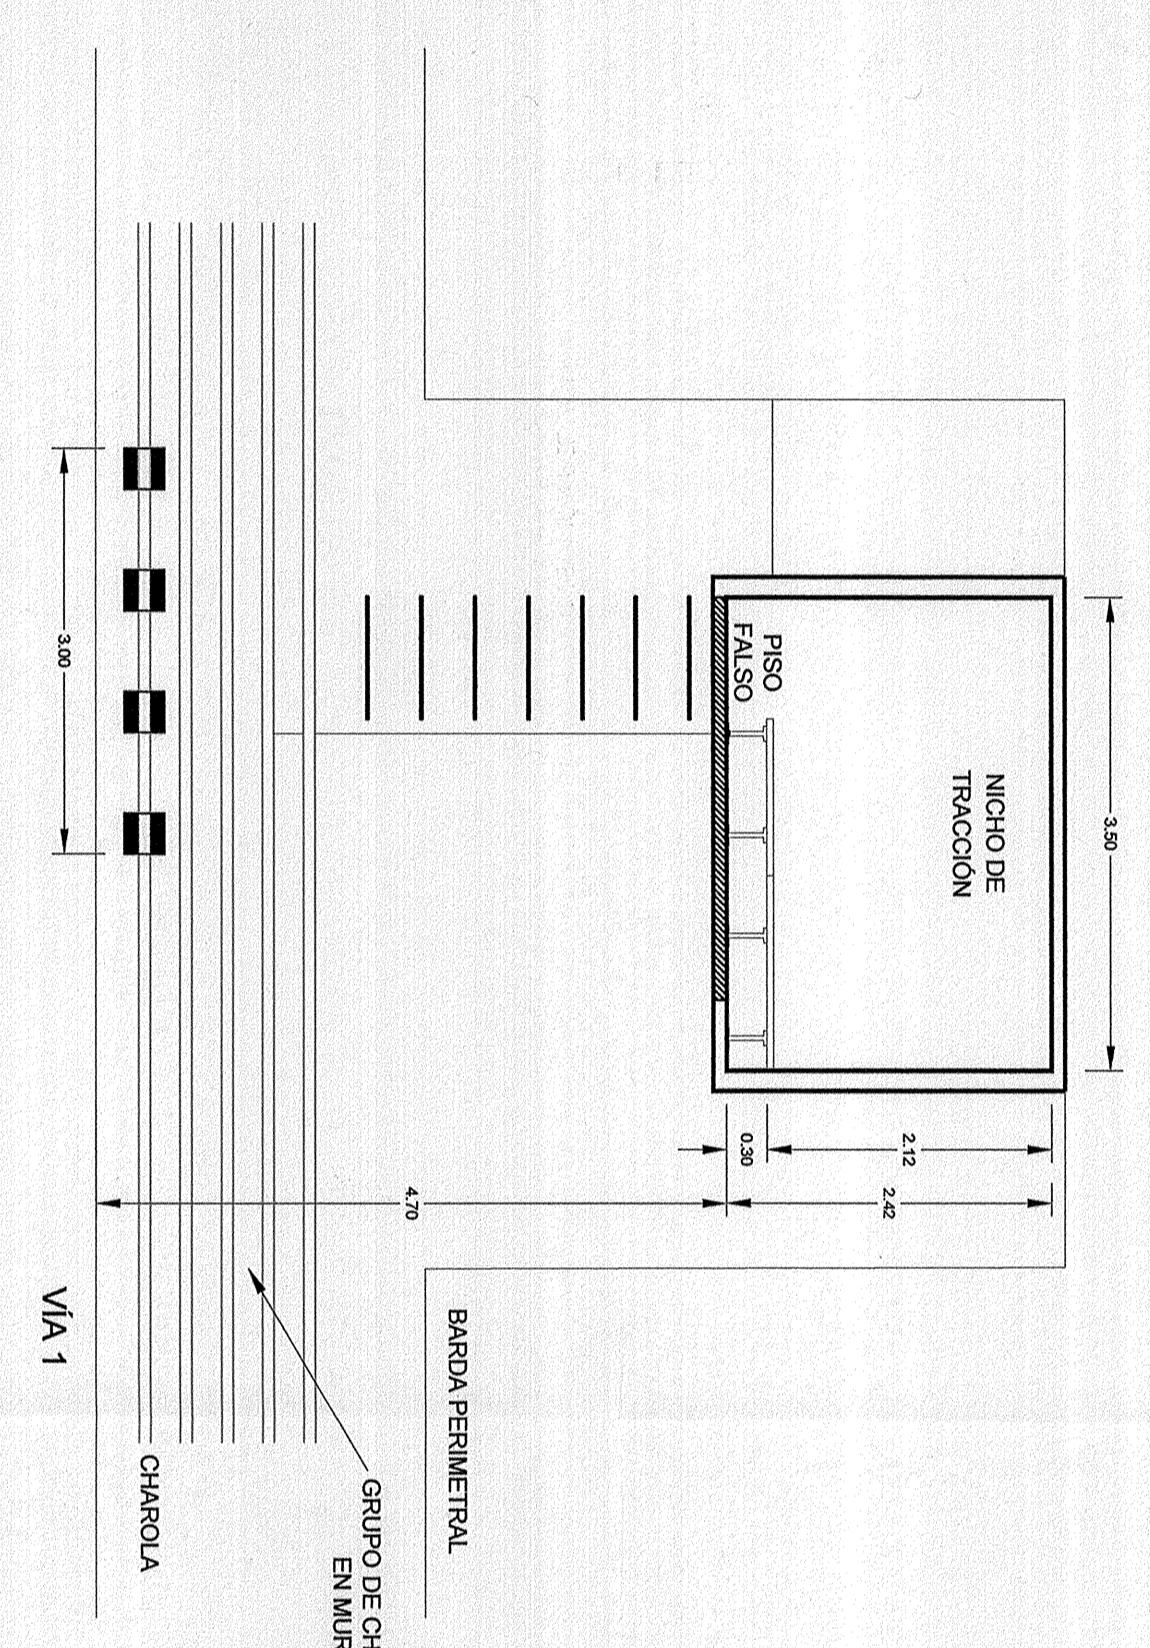 3.50
NICHO DE
TRACCIÓN
PISO
FALSO
2.12
0.30
2.42
4.70
BARDA PERIMETRAL
GRUPO DE CH
EN MUR
CHAROLA
3.00
VÍA 1